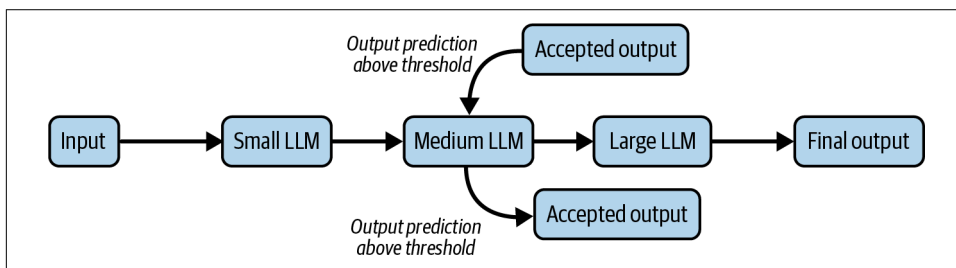 Output prediction
above threshold
Accepted output
Input
Small LLM
Medium LLM
Large LLM
Final output
Accepted output
Output prediction
above threshold